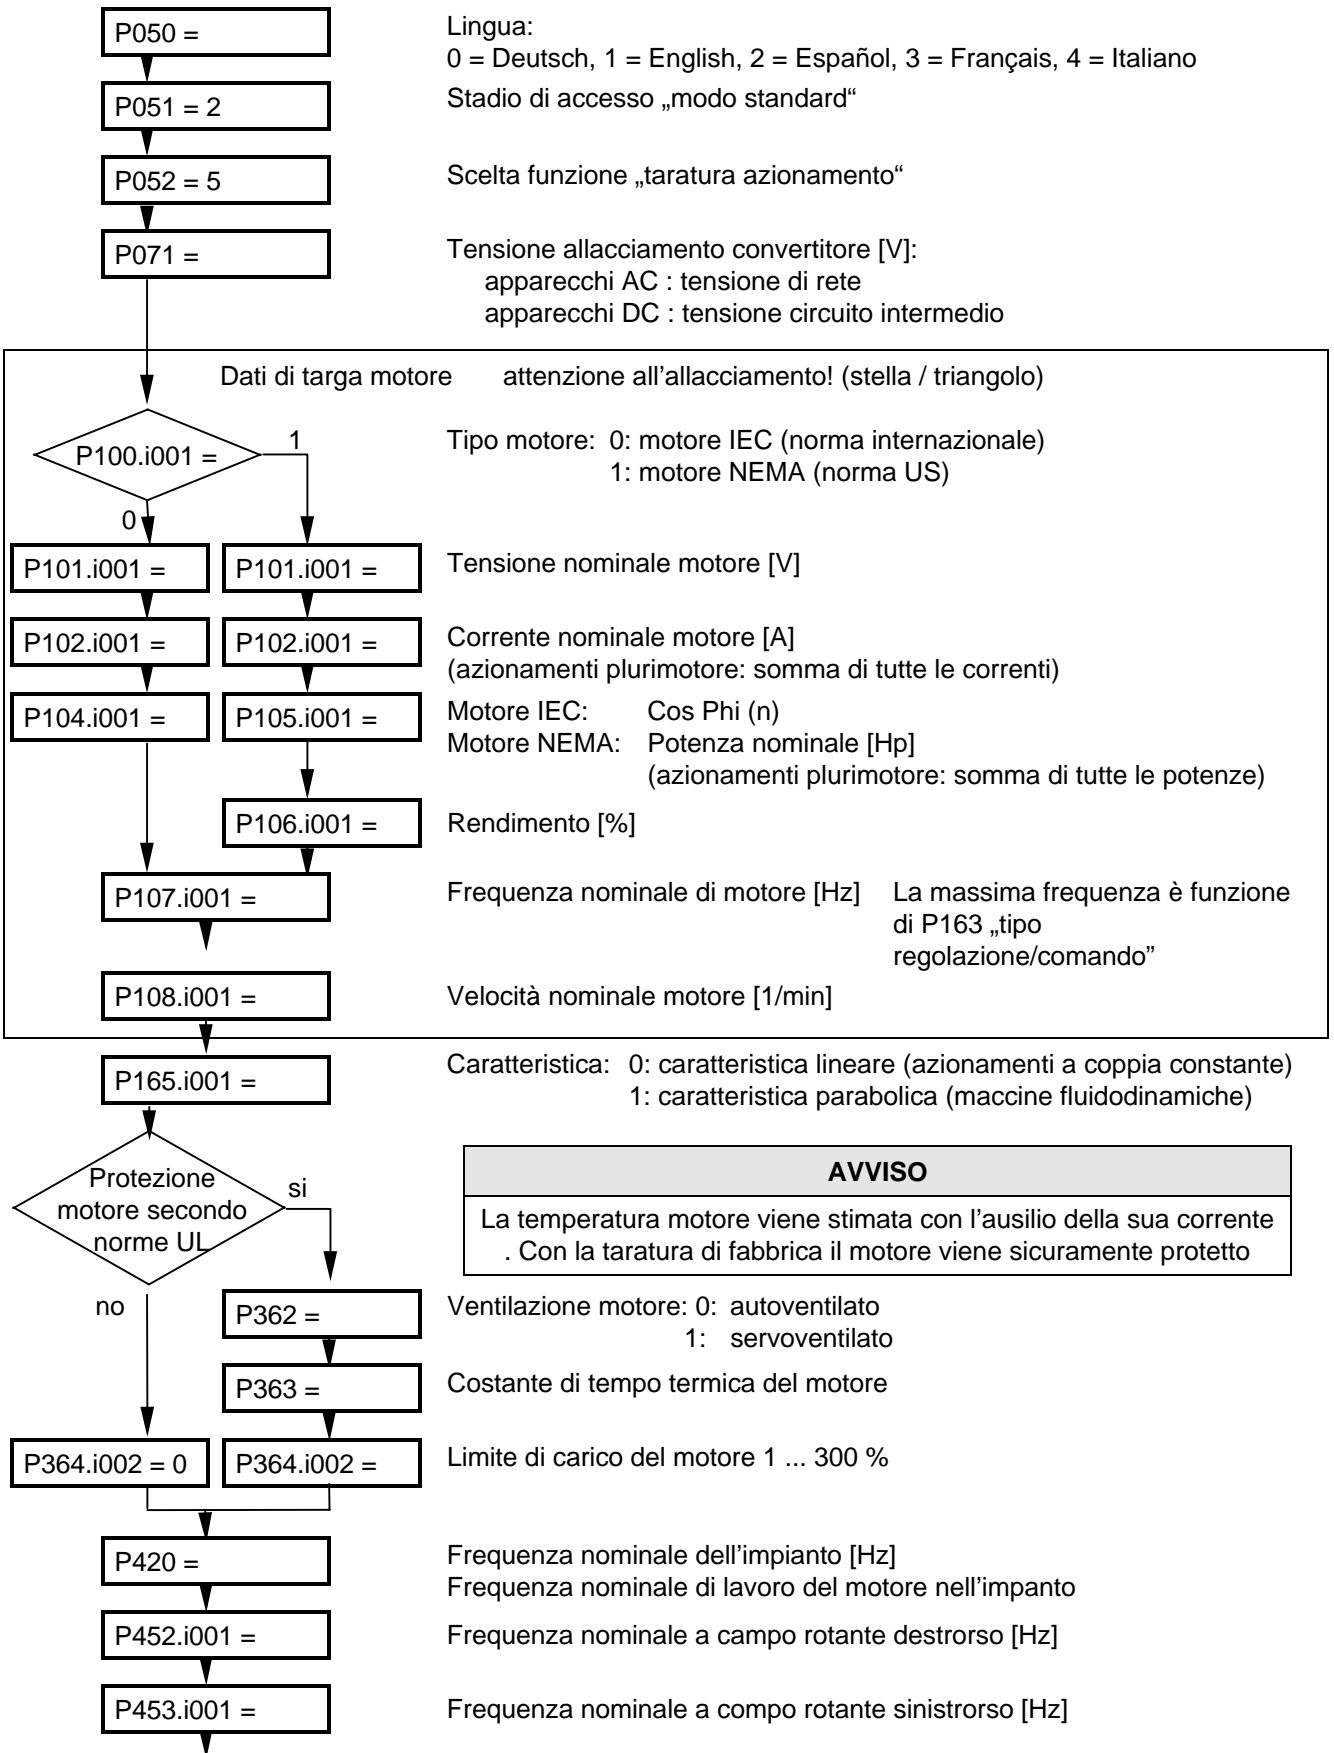 P050 =
Lingua:
0 = Deutsch, 1 = English, 2 = Español, 3 = Français, 4 = Italiano
P051 = 2
Stadio di accesso „modo standard“
P052 = 5
Scelta funzione „taratura azionamento“
P071 =
Tensione allacciamento convertitore [V]:
apparecchi AC : tensione di rete
apparecchi DC : tensione circuito intermedio
Dati di targa motore attenzione all’allacciamento! (stella / triangolo)
P100.i001 =
1
0
Tipo motore: 0: motore IEC (norma internazionale)
1: motore NEMA (norma US)
P101.i001 =
P101.i001 =
Tensione nominale motore [V]
P102.i001 =
P102.i001 =
Corrente nominale motore [A]
(azionamenti plurimotore: somma di tutte le correnti)
P104.i001 =
P105.i001 =
Motore IEC: Cos Phi (n)
Motore NEMA: Potenza nominale [Hp]
(azionamenti plurimotore: somma di tutte le potenze)
P106.i001 =
Rendimento [%]
P107.i001 =
Frequenza nominale di motore [Hz]
La massima frequenza è funzione
di P163 „tipo
regolazione/comando”
P108.i001 =
Velocità nominale motore [1/min]
P165.i001 =
Caratteristica: 0: caratteristica lineare (azionamenti a coppia constante)
1: caratteristica parabolica (maccine fluidodinamiche)
Protezione
motore secondo
norme UL
si
no
AVVISO
La temperatura motore viene stimata con l’ausilio della sua corrente
. Con la taratura di fabbrica il motore viene sicuramente protetto
P362 =
Ventilazione motore: 0: autoventilato
1: servoventilato
P363 =
Costante di tempo termica del motore
P364.i002 = 0
P364.i002 =
Limite di carico del motore 1 ... 300 %
P420 =
Frequenza nominale dell’impianto [Hz]
Frequenza nominale di lavoro del motore nell’impanto
P452.i001 =
Frequenza nominale a campo rotante destrorso [Hz]
P453.i001 =
Frequenza nominale a compo rotante sinistrorso [Hz]